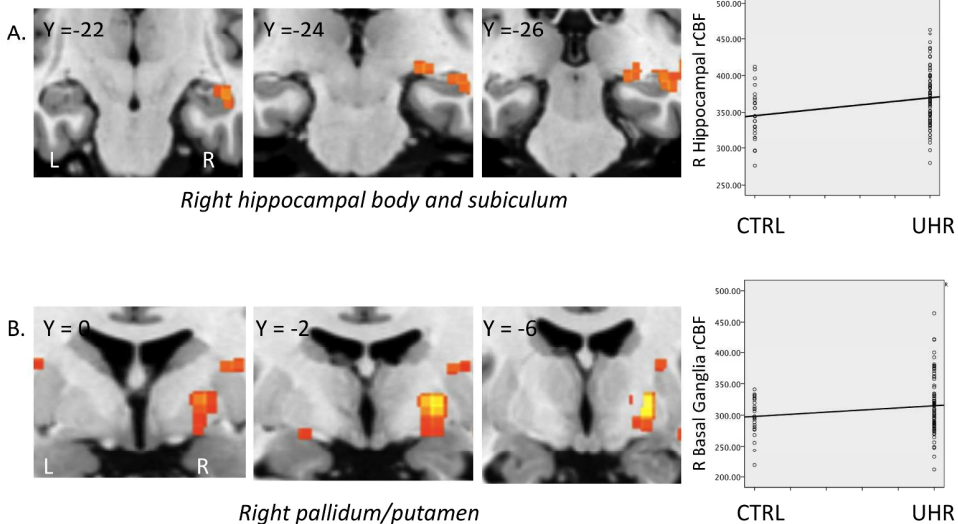 A.
Y =-22
Y =-24
Y =-26
L
R
Right hippocampal body and subiculum
R Hippocampal rCBF
500.00
450.00
400.00
350.00
300.00
250.00
CTRL
UHR
B.
Y = 0
Y = -2
Y = -6
L
R
Right pallidum/putamen
R Basal Ganglia rCBF
500.00
450.00
400.00
350.00
300.00
250.00
200.00
CTRL
UHR